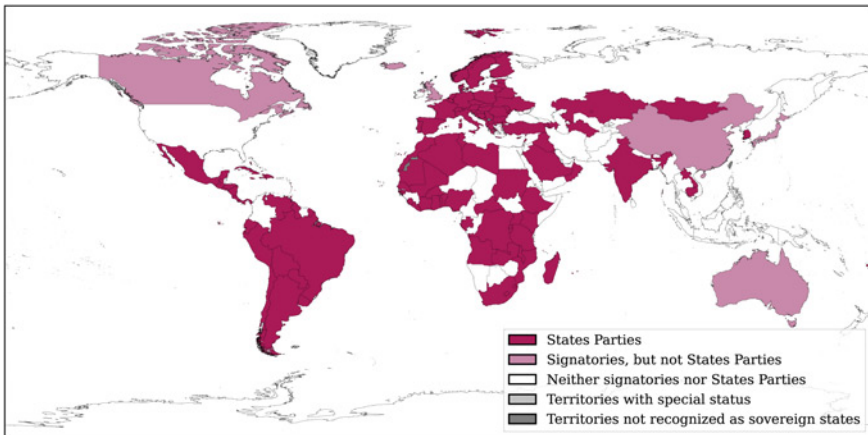 States Parties
Signatories, but not States Parties
Neither signatories nor States Parties
Territories with special status
Territories not recognized as sovereign states